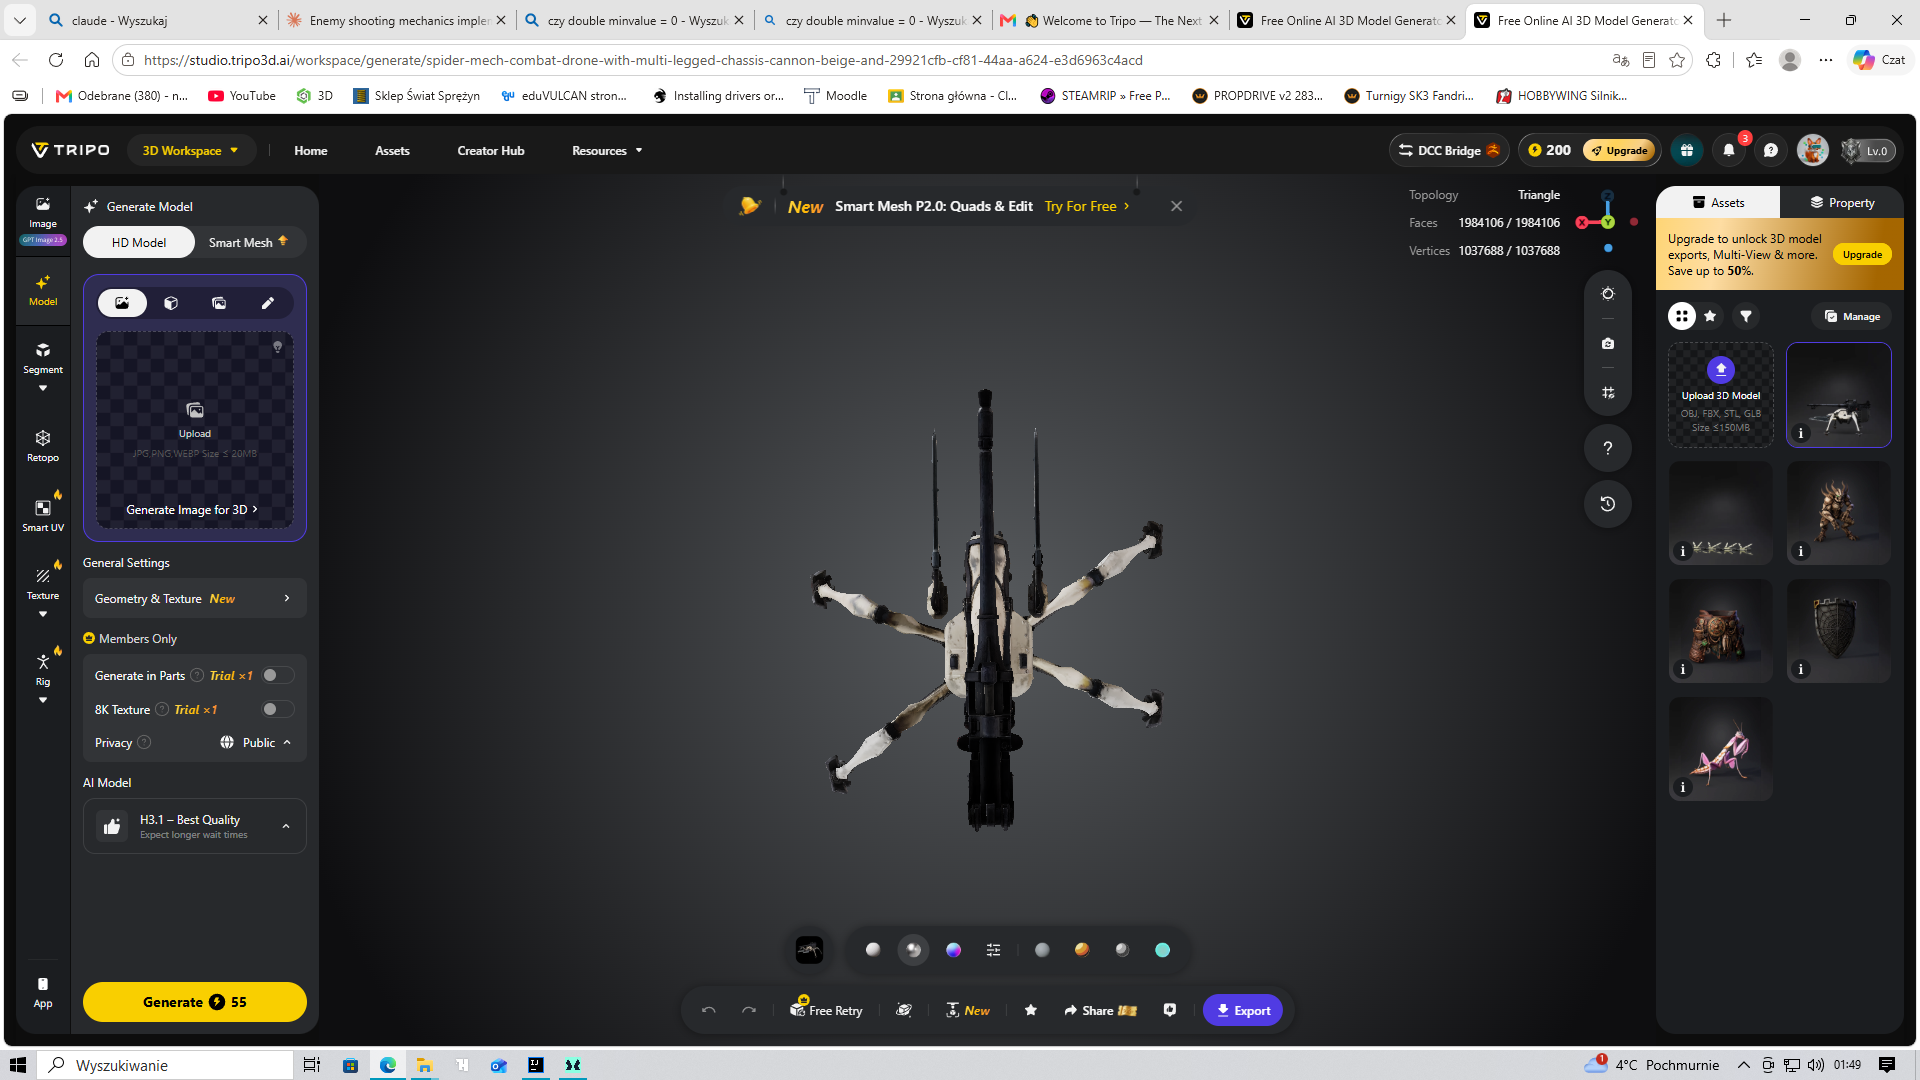 claude - Wyszukaj
Enemy shooting mechanics implem
czy double minvalue = 0 - Wyszuk
czy double minvalue = 0 - Wyszuk
Welcome to Tripo — The Next
Free Online AI 3D Model Generato
Free Online AI 3D Model Generato
https://studio.tripo3d.ai/workspace/generate/spider-mech-combat-drone-with-multi-legged-chassis-cannon-beige-and-29921cfb-cf81-44aa-a624-e3d6963c4acd
Czat
Odebrane (380) - n...
YouTube
3D
Sklep Świat Sprężyn
eduVULCAN stron...
Installing drivers or...
Moodle
Strona główna - Cl...
STEAMRIP » Free P...
PROPDRIVE v2 283...
Turnigy SK3 Fandri...
HOBBYWING Silnik...
TRIPO
3D Workspace
Home
Assets
Creator Hub
Resources
DCC Bridge
200
Upgrade
3
Lv.0
Image
GPT Image 2.5
Model
Segment
Retopo
Smart UV
Texture
Rig
App
Generate Model
HD Model
Smart Mesh
Upload
JPG,PNG,WEBP Size ≤ 20MB
Generate Image for 3D
General Settings
Geometry & Texture New
Members Only
Generate in Parts ? Trial ×1
8K Texture ? Trial ×1
Privacy ? Public
AI Model
H3.1 – Best Quality
Expect longer wait times
Generate 55
New Smart Mesh P2.0: Quads & Edit Try For Free
Topology Triangle
Faces 1984106 / 1984106
Vertices 1037688 / 1037688
X
Y
?
Free Retry
New
Share
Export
Assets
Property
Upgrade to unlock 3D model
exports, Multi-View & more.
Save up to 50%.
Upgrade
Manage
Upload 3D Model
OBJ, FBX, STL, GLB
Size ≤150MB
Wyszukiwanie
1
4°C Pochmurnie
01:49